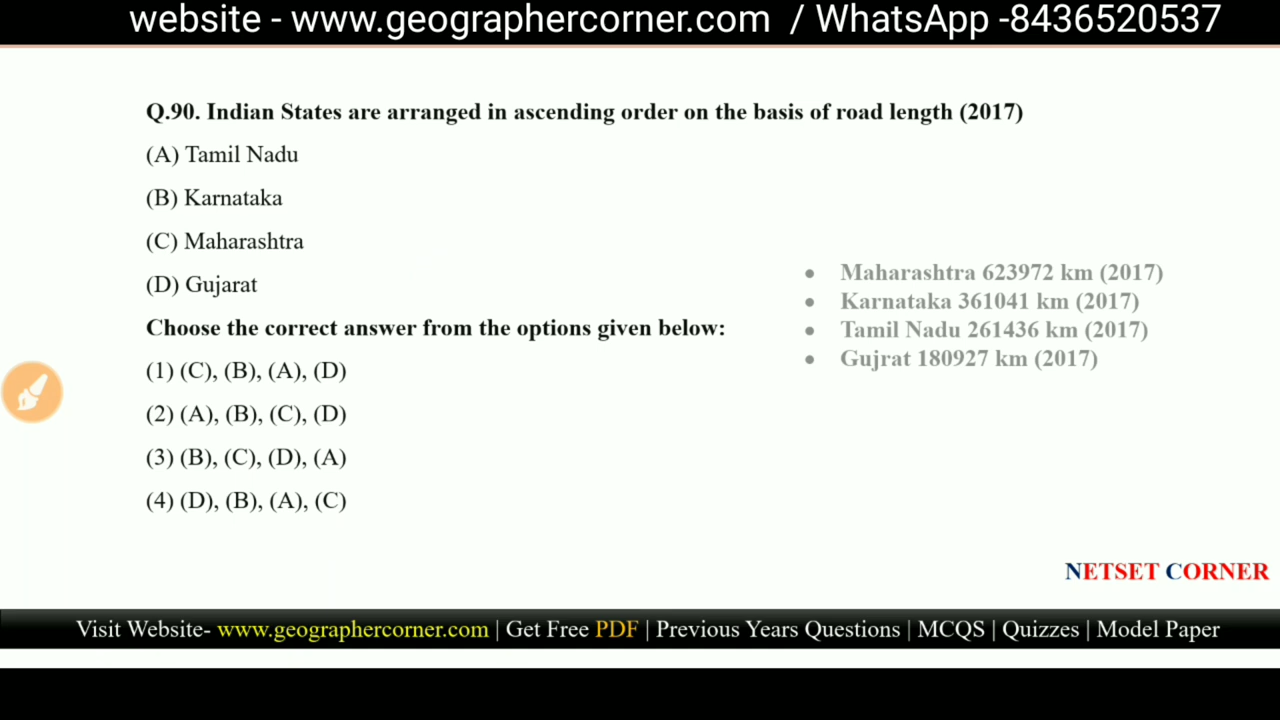 website - www.geographercorner.com / WhatsApp -8436520537
Q.90. Indian States are arranged in ascending order on the basis of road length (2017)
(A) Tamil Nadu
(B) Karnataka
(C) Maharashtra
(D) Gujarat
Choose the correct answer from the options given below:
(1) (C), (B), (A), (D)
(2) (A), (B), (C), (D)
(3) (B), (C), (D), (A)
(4) (D), (B), (A), (C)
• Maharashtra 623972 km (2017)
• Karnataka 361041 km (2017)
• Tamil Nadu 261436 km (2017)
• Gujrat 180927 km (2017)
NETSET CORNER
Visit Website- www.geographercorner.com | Get Free PDF | Previous Years Questions | MCQS | Quizzes | Model Paper